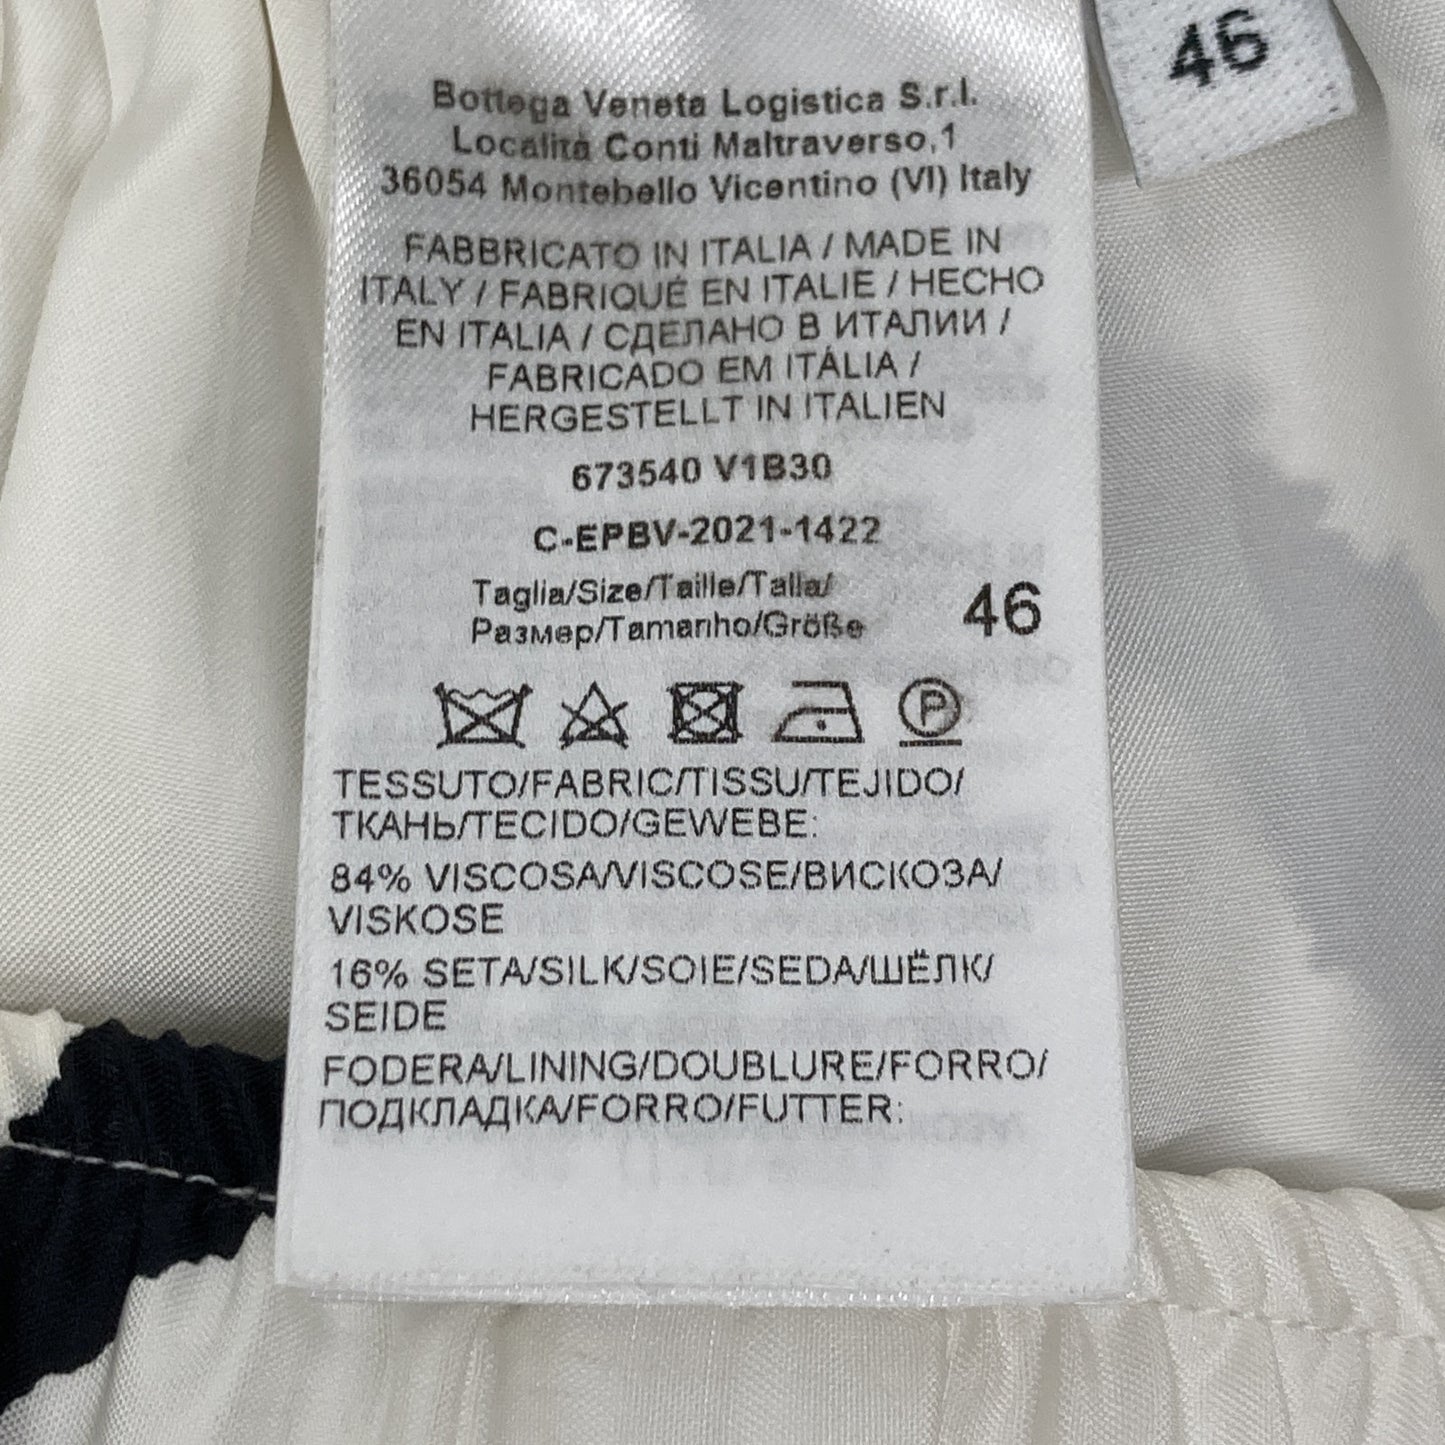 46
Bottega Veneta Logistica S.r.l.
Località Conti Maltraverso,1
36054 Montebello Vicentino (VI) Italy
FABBRICATO IN ITALIA / MADE IN
ITALY / FABRIQUÉ EN ITALIE / HECHO
EN ITALIA / СДЕЛАНО В ИТАЛИИ /
FABRICADO EM ITÁLIA /
HERGESTELLT IN ITALIEN
673540 V1B30
C-EPBV-2021-1422
Taglia/Size/Taille/Talla/
Размер/Tamanho/Größe 46
P
TESSUTO/FABRIC/TISSU/TEJIDO/
ТКАНЬ/TECIDO/GEWEBE:
84% VISCOSA/VISCOSE/ВИСКОЗА/
VISKOSE
16% SETA/SILK/SOIE/SEDA/ШЁЛК/
SEIDE
FODERA/LINING/DOUBLURE/FORRO/
ПОДКЛАДКА/FORRO/FUTTER: